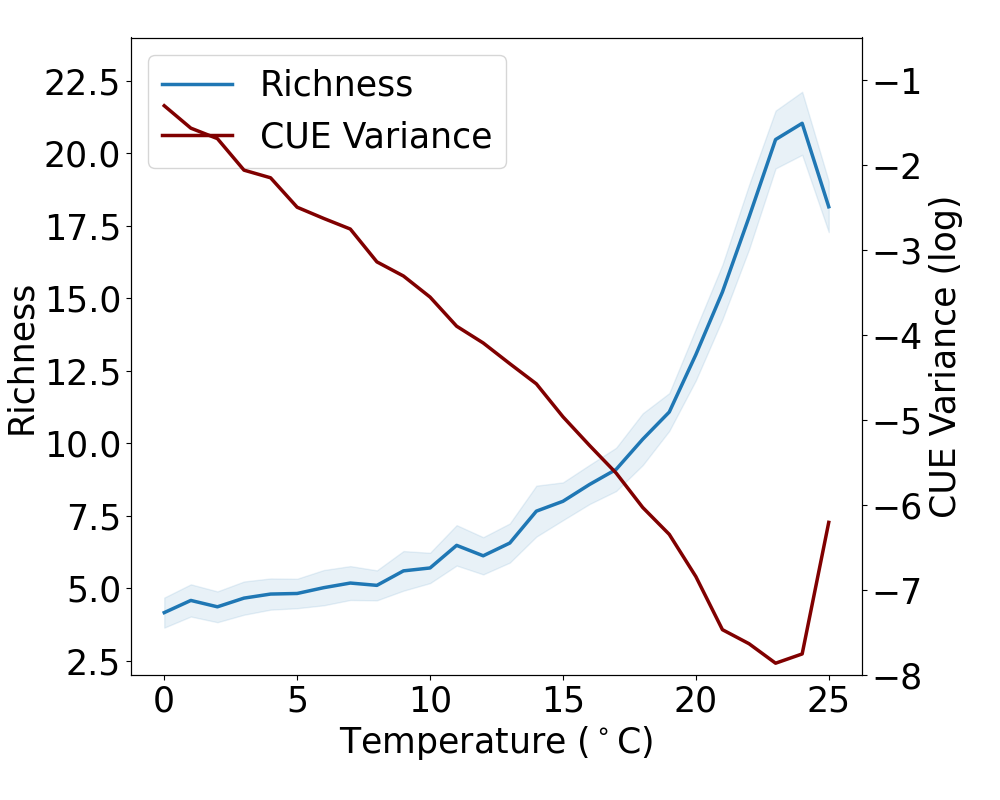 Richness
CUE Variance
22.5
20.0
17.5
15.0
12.5
10.0
7.5
5.0
2.5
Richness
−1
−2
−3
−4
−5
−6
−7
−8
CUE Variance (log)
0 5 10 15 20 25
Temperature (°C)